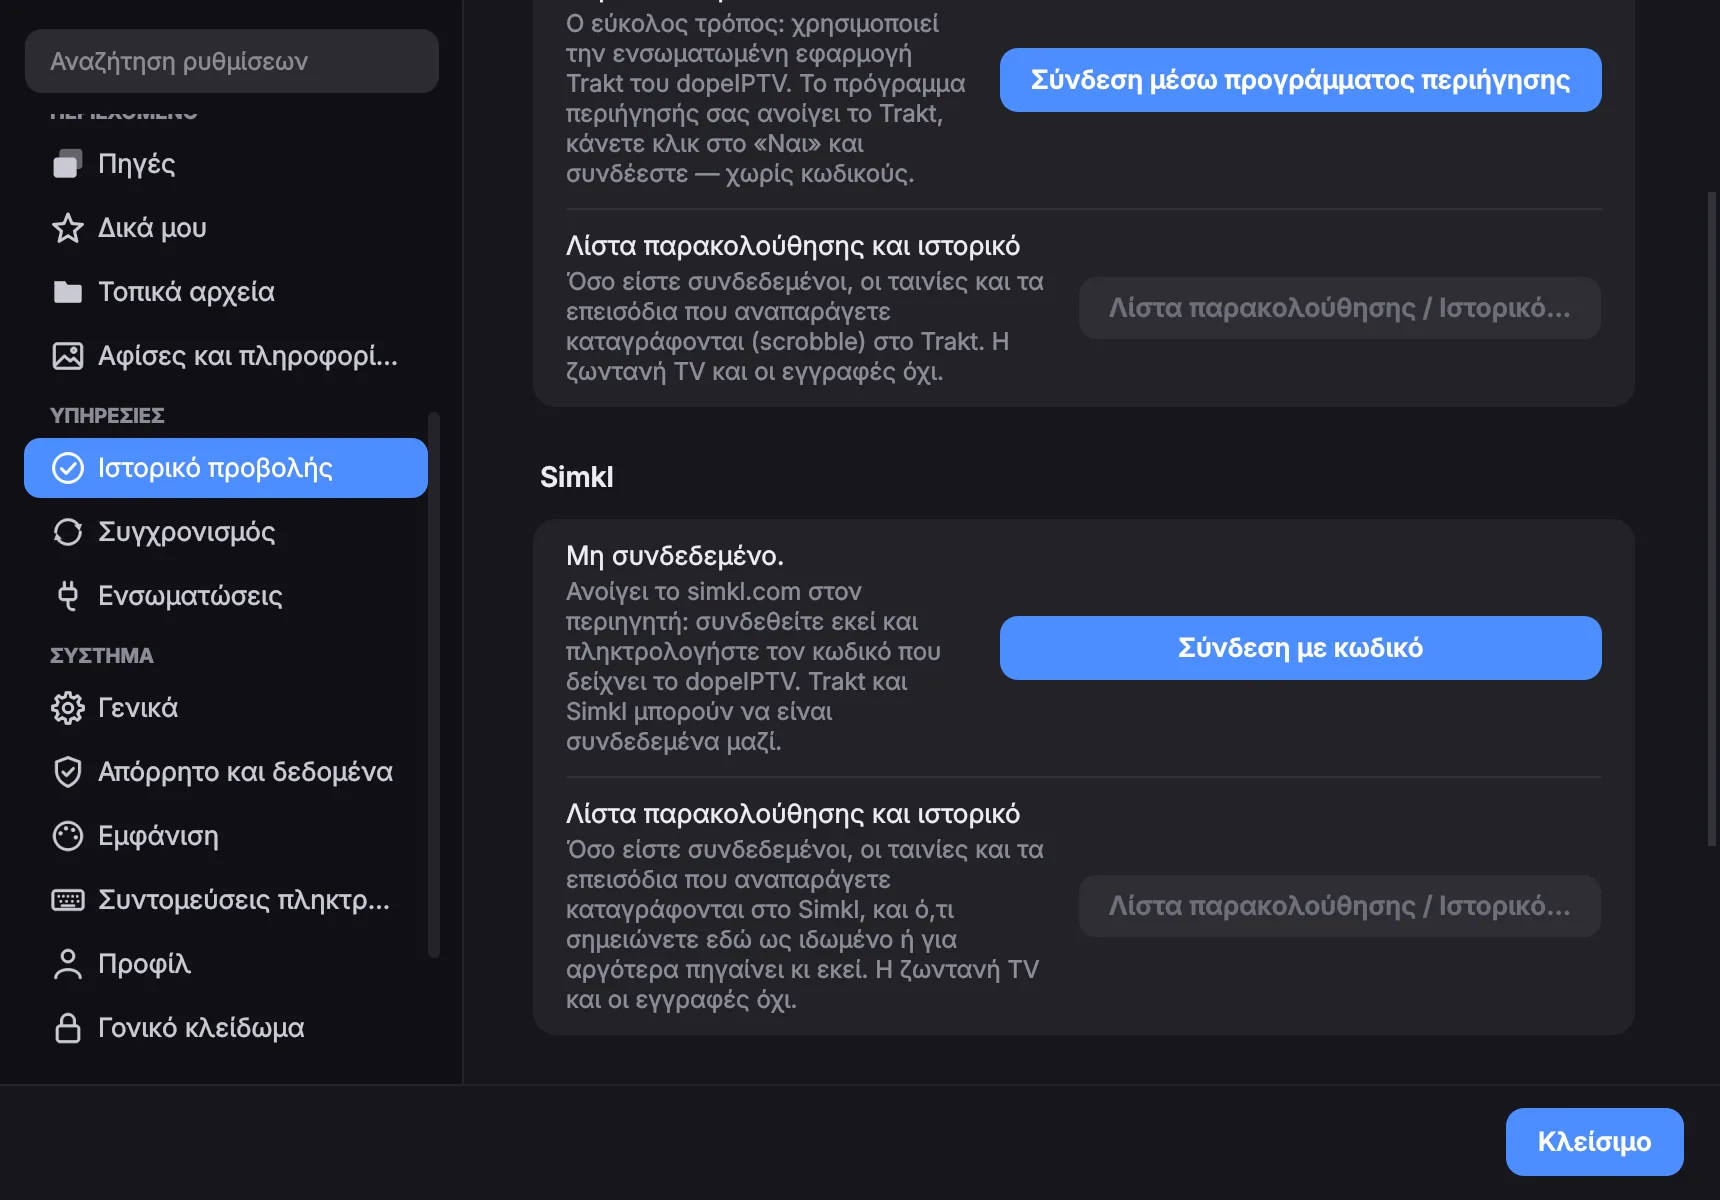 Αναζήτηση ρυθμίσεων
ΠΕΡΙΕΧΟΜΕΝΟ
Πηγές
Δικά μου
Τοπικά αρχεία
Αφίσες και πληροφορί...
ΥΠΗΡΕΣΙΕΣ
Ιστορικό προβολής
Συγχρονισμός
Ενσωματώσεις
ΣΥΣΤΗΜΑ
Γενικά
Απόρρητο και δεδομένα
Εμφάνιση
Συντομεύσεις πληκτρ...
Προφίλ
Γονικό κλείδωμα
Ο εύκολος τρόπος: χρησιμοποιεί
την ενσωματωμένη εφαρμογή
Trakt του dopeIPTV. Το πρόγραμμα
περιήγησής σας ανοίγει το Trakt,
κάνετε κλικ στο «Ναι» και
συνδέεστε — χωρίς κωδικούς.
Σύνδεση μέσω προγράμματος περιήγησης
Λίστα παρακολούθησης και ιστορικό
Όσο είστε συνδεδεμένοι, οι ταινίες και τα
επεισόδια που αναπαράγετε
καταγράφονται (scrobble) στο Trakt. Η
ζωντανή TV και οι εγγραφές όχι.
Λίστα παρακολούθησης / Ιστορικό...
Simkl
Μη συνδεδεμένο.
Ανοίγει το simkl.com στον
περιηγητή: συνδεθείτε εκεί και
πληκτρολογήστε τον κωδικό που
δείχνει το dopeIPTV. Trakt και
Simkl μπορούν να είναι
συνδεδεμένα μαζί.
Σύνδεση με κωδικό
Λίστα παρακολούθησης και ιστορικό
Όσο είστε συνδεδεμένοι, οι ταινίες και τα
επεισόδια που αναπαράγετε
καταγράφονται στο Simkl, και ό,τι
σημειώνετε εδώ ως ιδωμένο ή για
αργότερα πηγαίνει κι εκεί. Η ζωντανή TV
και οι εγγραφές όχι.
Λίστα παρακολούθησης / Ιστορικό...
Κλείσιμο